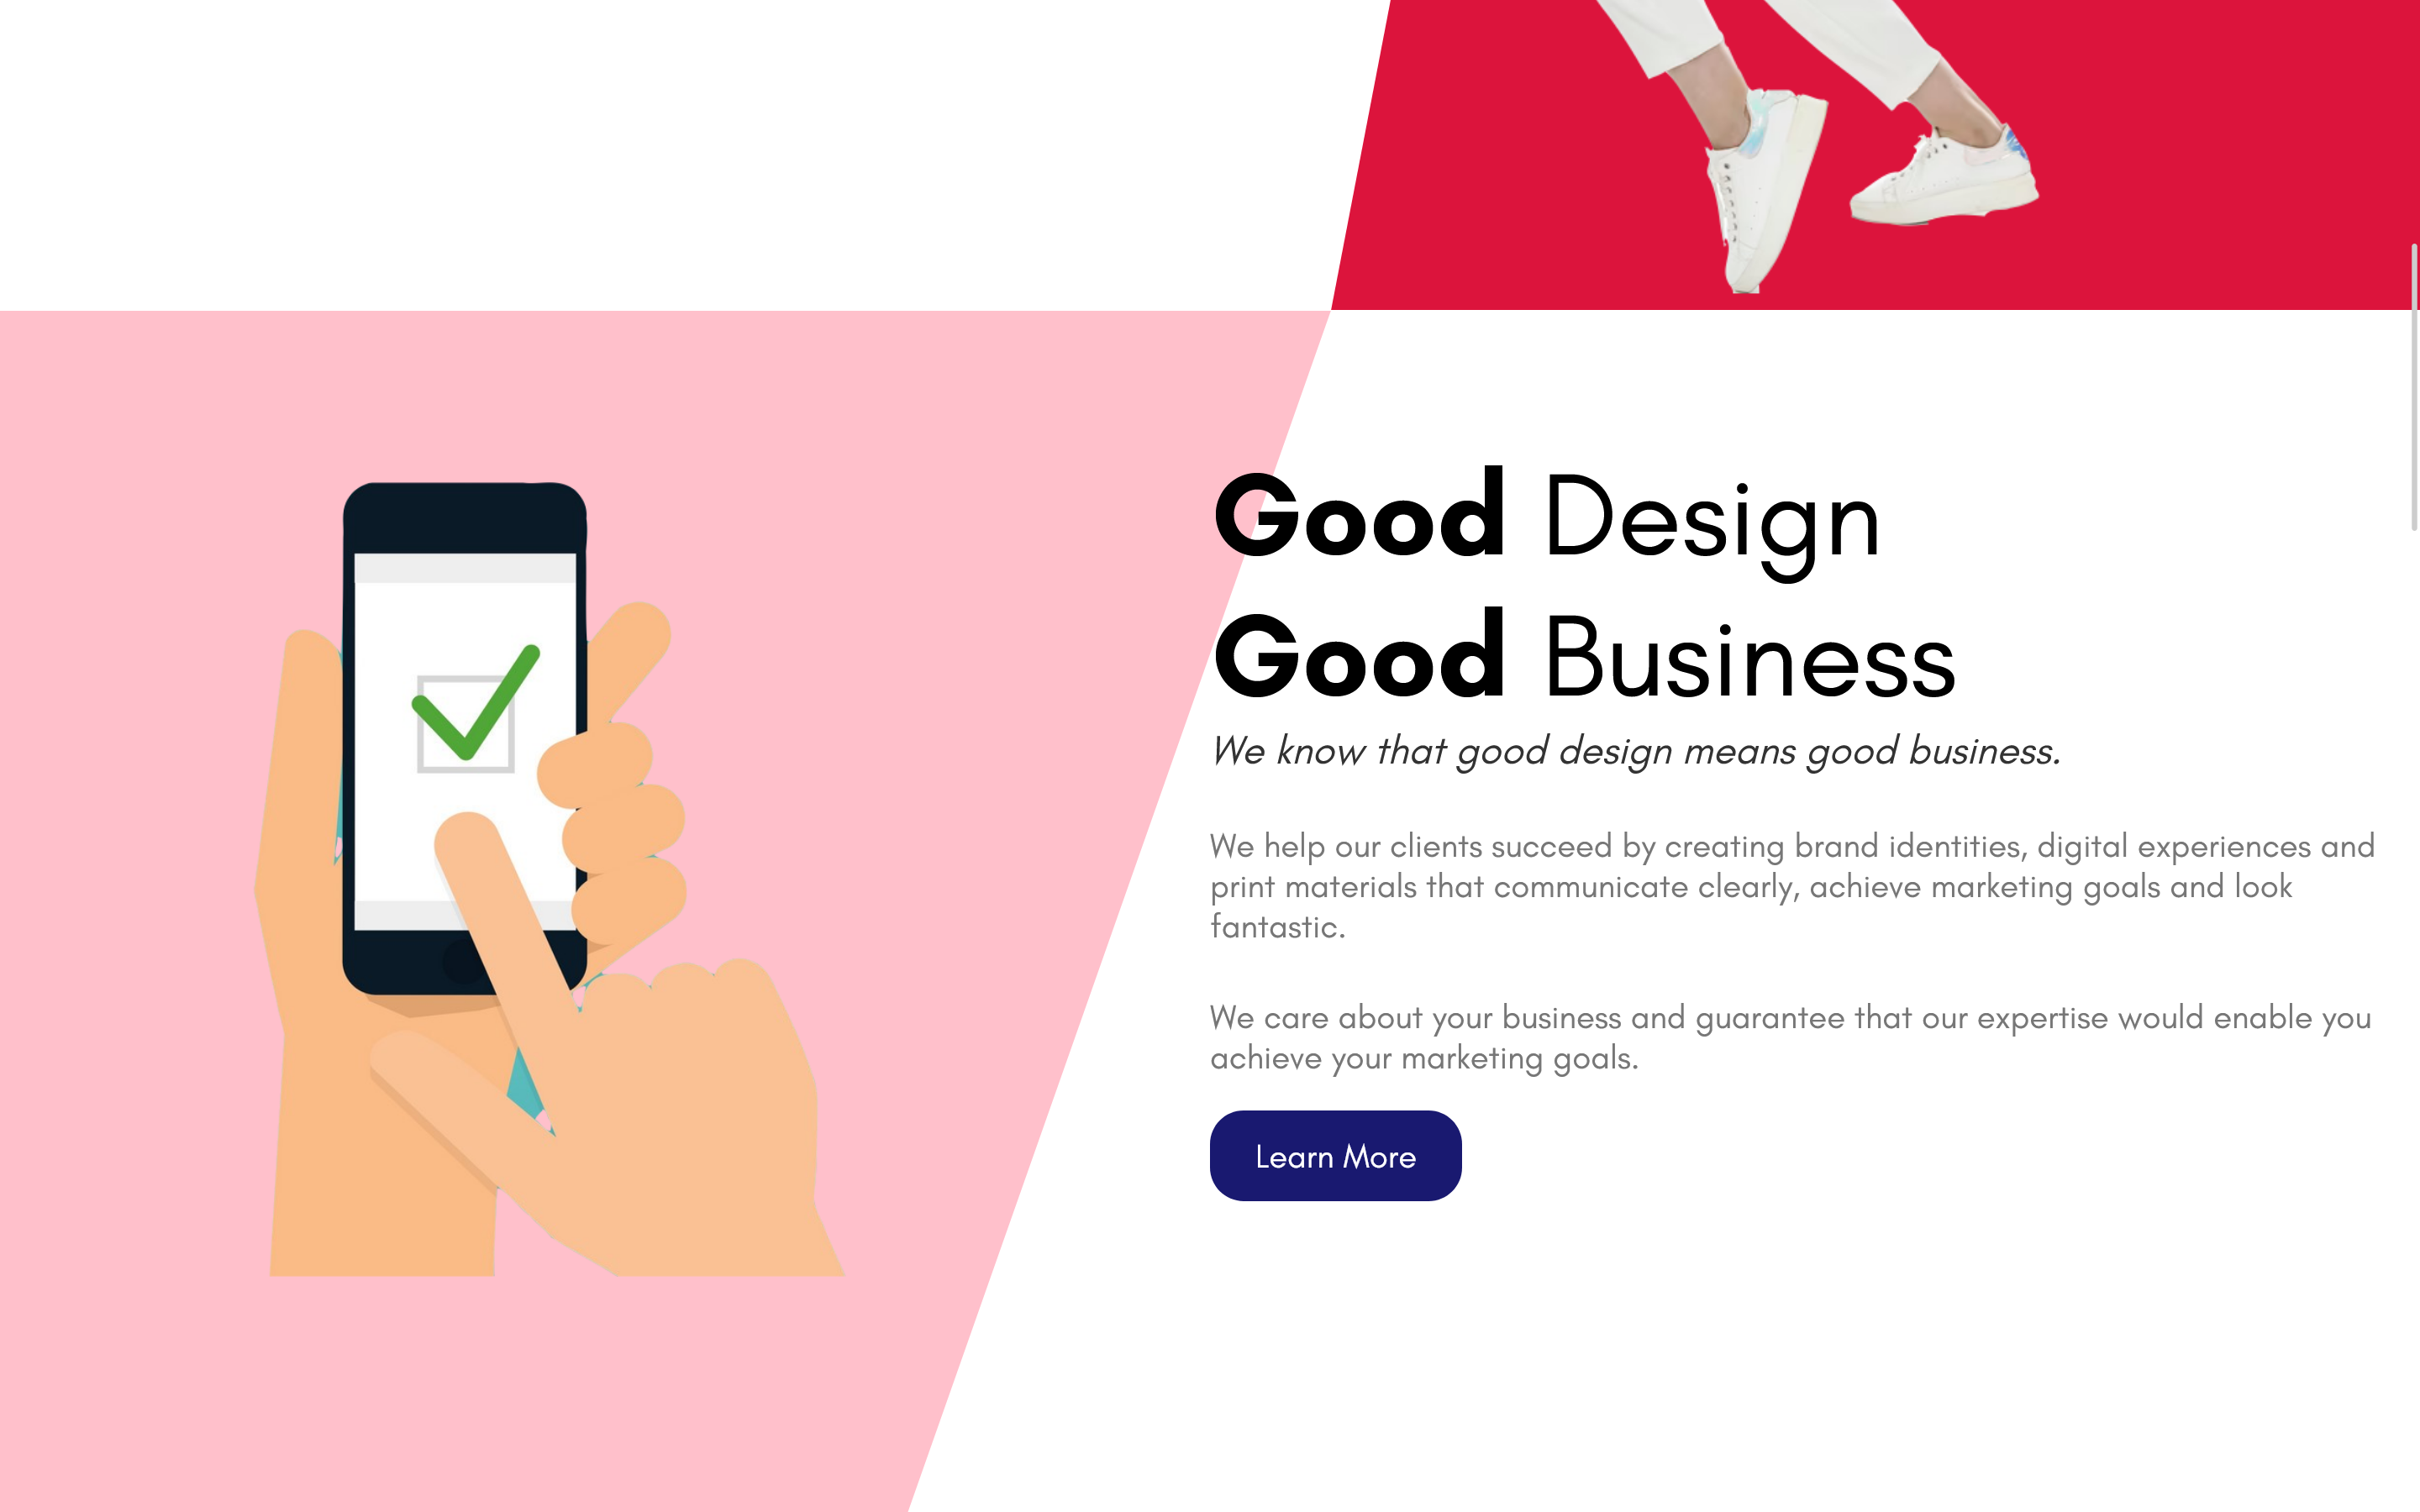 Good Design
Good Business
We know that good design means good business.
We help our clients succeed by creating brand identities, digital experiences and
print materials that communicate clearly, achieve marketing goals and look
fantastic.
We care about your business and guarantee that our expertise would enable you
achieve your marketing goals.
Learn More